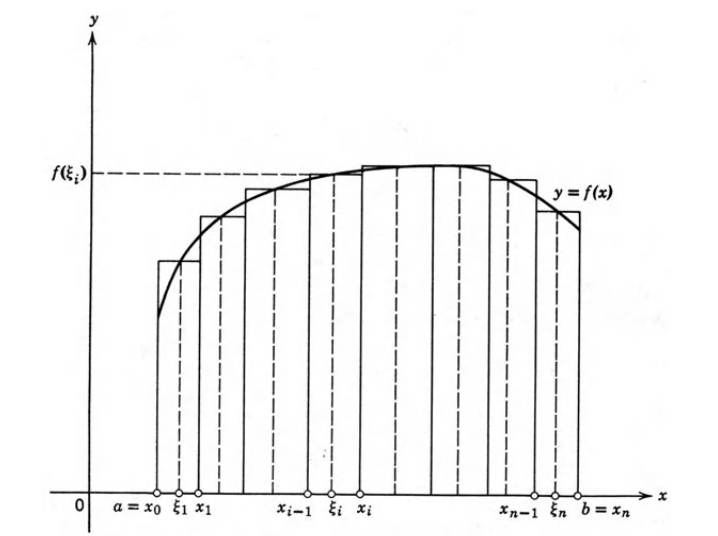 y
f(ξᵢ)
y = f(x)
0
a = x₀ ξ₁ x₁ xᵢ₋₁ ξᵢ xᵢ xₙ₋₁ ξₙ b = xₙ x